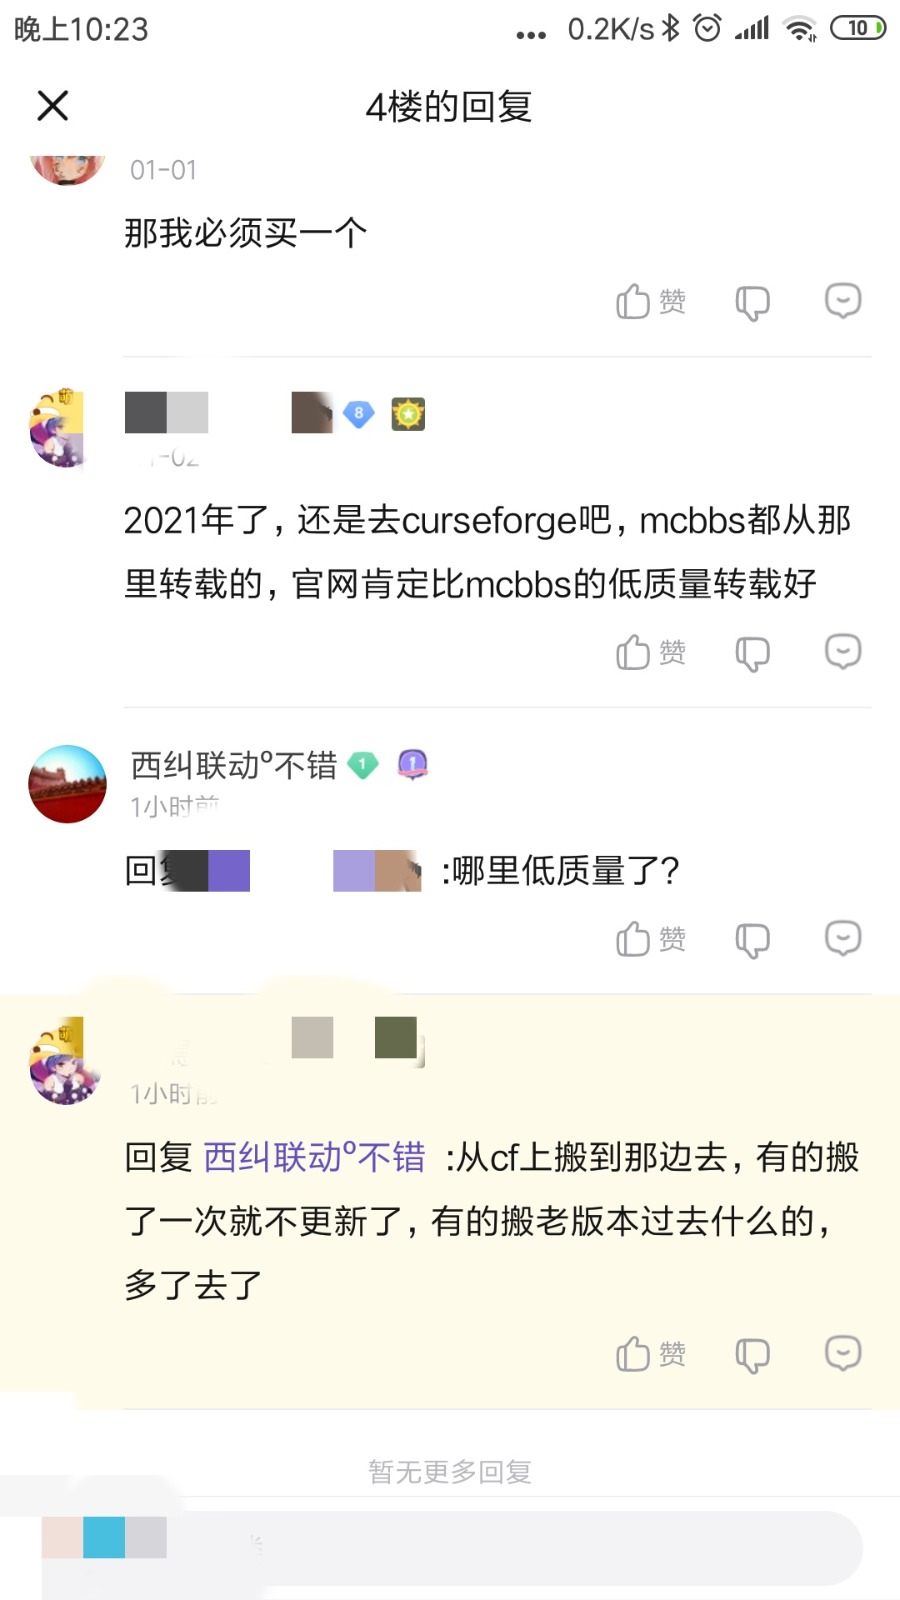 晚上10:23
... 0.2K/s 10
4楼的回复
01-01
那我必须买一个
赞
8
-02
2021年了，还是去curseforge吧，mcbbs都从那
里转载的，官网肯定比mcbbs的低质量转载好
赞
西纠联动º不错 1 1
1小时前
回复 :哪里低质量了?
赞
1小时前
回复 西纠联动º不错 :从cf上搬到那边去，有的搬
了一次就不更新了，有的搬老版本过去什么的，
多了去了
赞
暂无更多回复